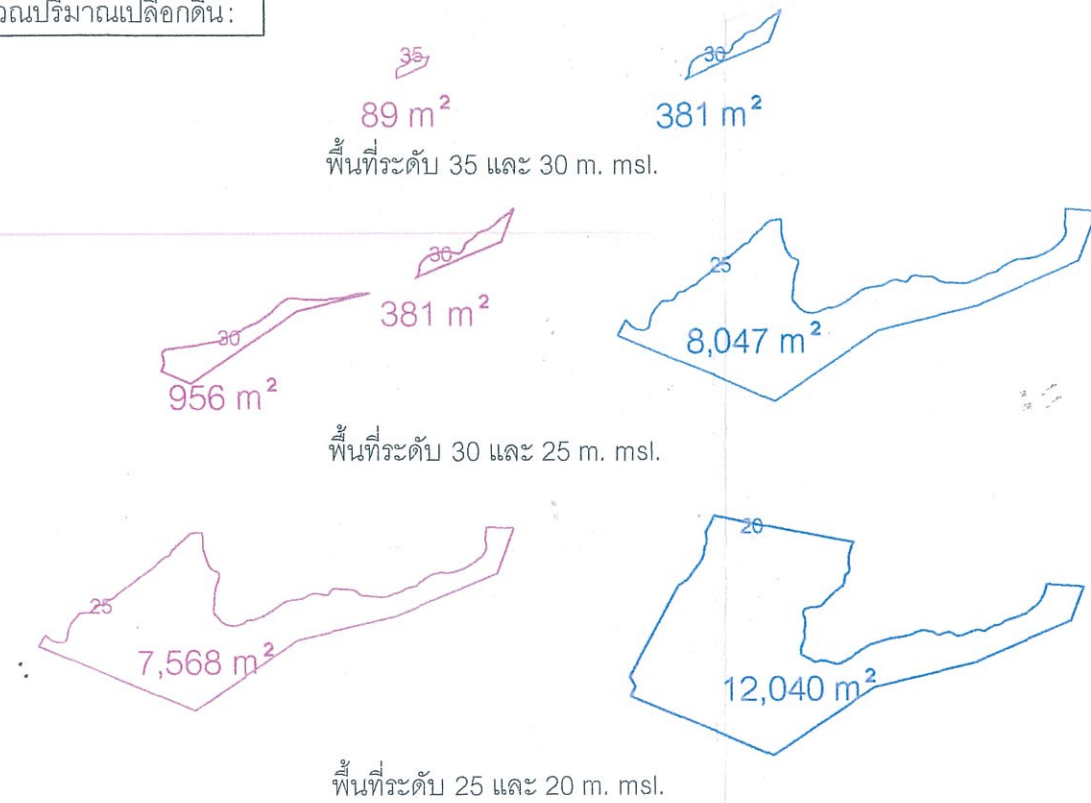 ปริมาณเปลือกดิน :
35
30
89 m²
381 m²
พื้นที่ระดับ 35 และ 30 m. msl.
30
25
381 m²
8,047 m²
30
956 m²
พื้นที่ระดับ 30 และ 25 m. msl.
20
25
7,568 m²
12,040 m²
พื้นที่ระดับ 25 และ 20 m. msl.